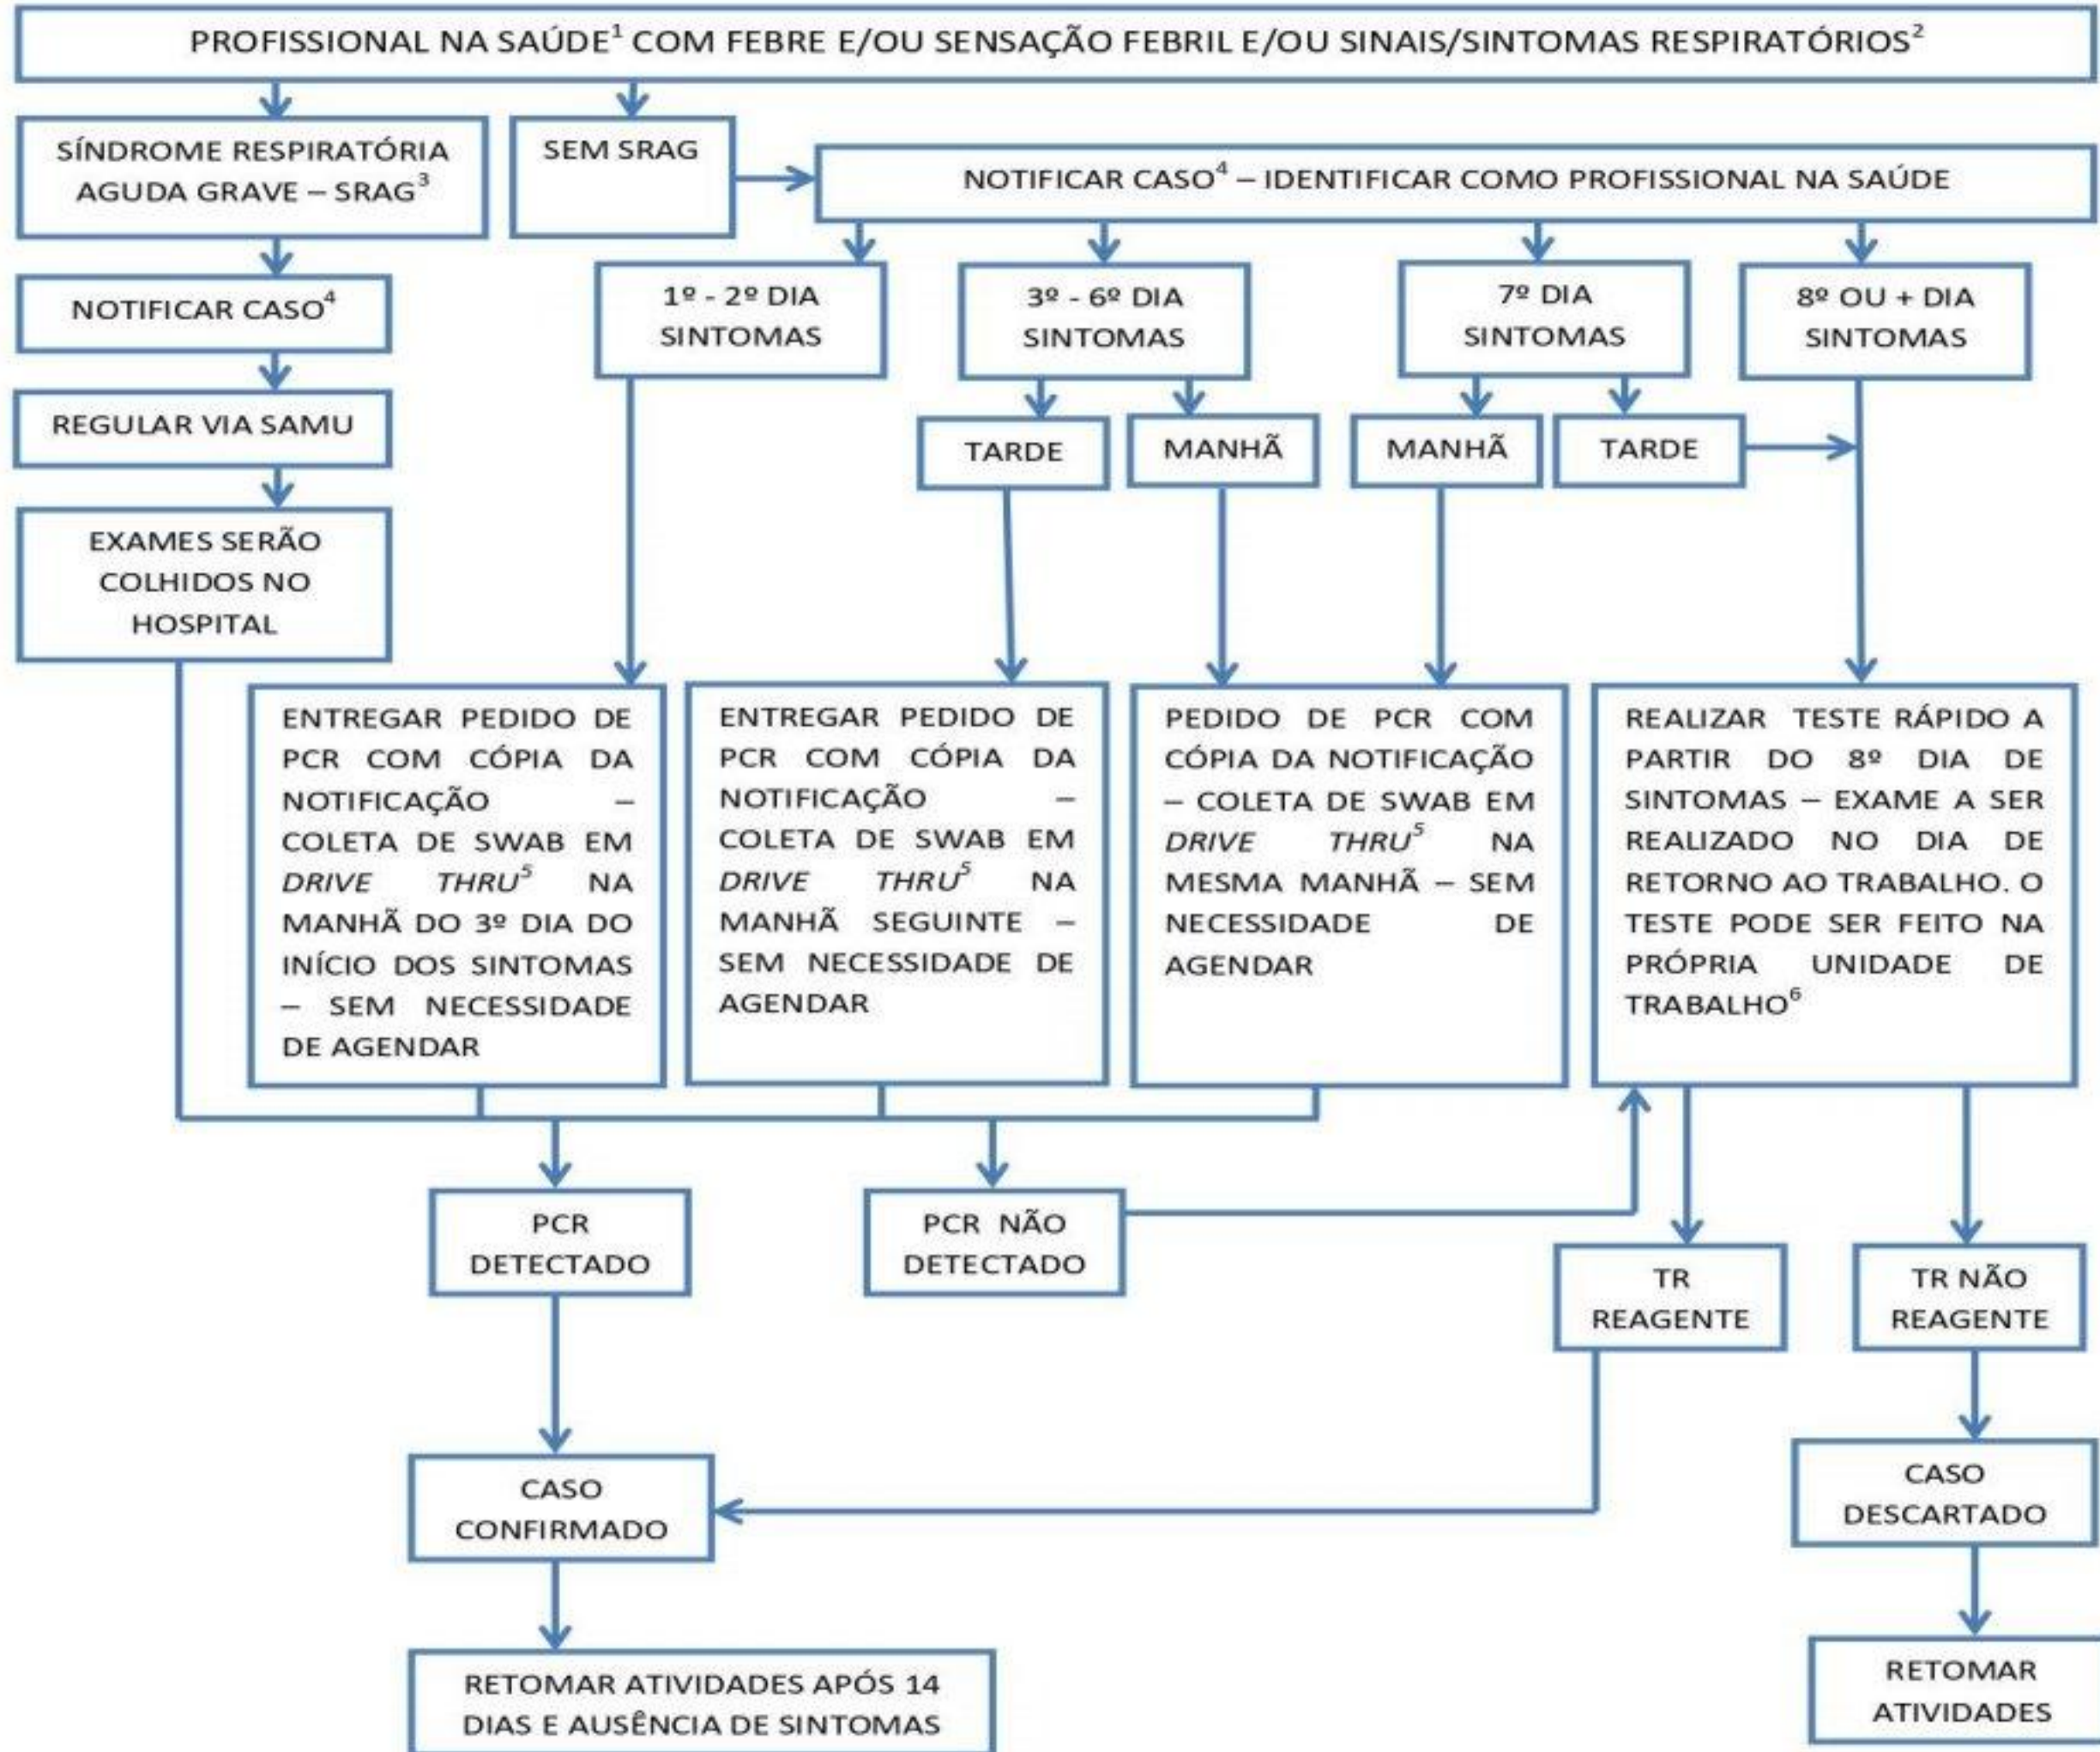 PROFISSIONAL NA SAÚDE¹ COM FEBRE E/OU SENSAÇÃO FEBRIL E/OU SINAIS/SINTOMAS RESPIRATÓRIOS²
SÍNDROME RESPIRATÓRIA
AGUDA GRAVE – SRAG³
SEM SRAG
NOTIFICAR CASO⁴ – IDENTIFICAR COMO PROFISSIONAL NA SAÚDE
NOTIFICAR CASO⁴
REGULAR VIA SAMU
EXAMES SERÃO
COLHIDOS NO
HOSPITAL
1º - 2º DIA
SINTOMAS
3º - 6º DIA
SINTOMAS
7º DIA
SINTOMAS
8º OU + DIA
SINTOMAS
TARDE
MANHÃ
MANHÃ
TARDE
ENTREGAR PEDIDO DE
PCR COM CÓPIA DA
NOTIFICAÇÃO –
COLETA DE SWAB EM
DRIVE THRU⁵ NA
MANHÃ DO 3º DIA DO
INÍCIO DOS SINTOMAS
– SEM NECESSIDADE
DE AGENDAR
ENTREGAR PEDIDO DE
PCR COM CÓPIA DA
NOTIFICAÇÃO –
COLETA DE SWAB EM
DRIVE THRU⁵ NA
MANHÃ SEGUINTE –
SEM NECESSIDADE DE
AGENDAR
PEDIDO DE PCR COM
CÓPIA DA NOTIFICAÇÃO
– COLETA DE SWAB EM
DRIVE THRU⁵ NA
MESMA MANHÃ – SEM
NECESSIDADE DE
AGENDAR
REALIZAR TESTE RÁPIDO A
PARTIR DO 8º DIA DE
SINTOMAS – EXAME A SER
REALIZADO NO DIA DE
RETORNO AO TRABALHO. O
TESTE PODE SER FEITO NA
PRÓPRIA UNIDADE DE
TRABALHO⁶
PCR
DETECTADO
PCR NÃO
DETECTADO
TR
REAGENTE
TR NÃO
REAGENTE
CASO
CONFIRMADO
CASO
DESCARTADO
RETOMAR ATIVIDADES APÓS 14
DIAS E AUSÊNCIA DE SINTOMAS
RETOMAR
ATIVIDADES